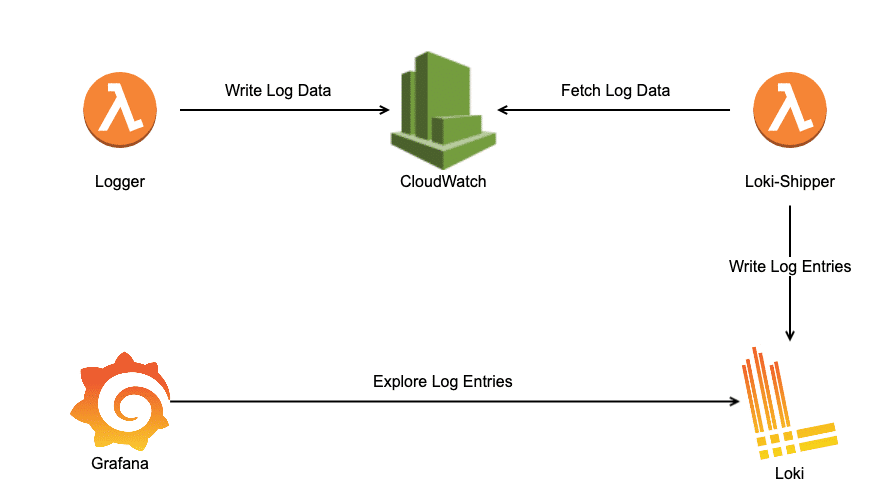 Write Log Data
Fetch Log Data
Logger
CloudWatch
Loki-Shipper
Write Log Entries
Explore Log Entries
Grafana
Loki